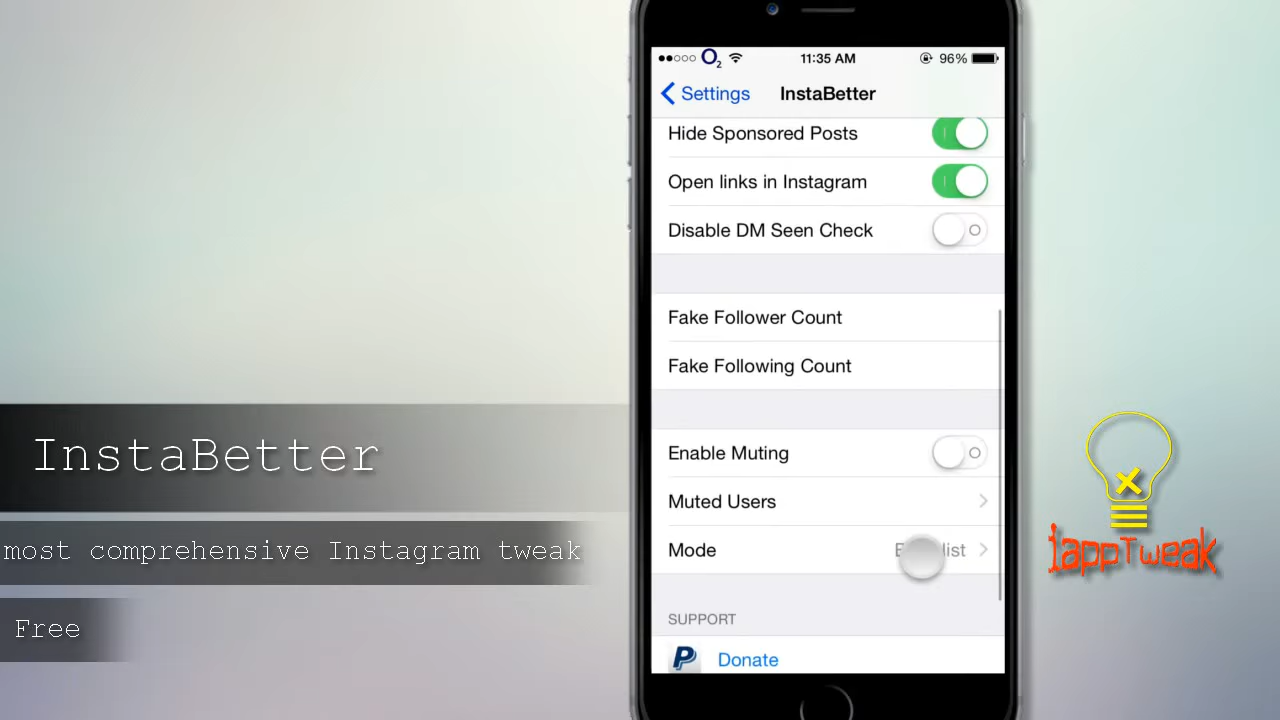 O2
11:35 AM
96%
Settings
InstaBetter
Hide Sponsored Posts
Open links in Instagram
Disable DM Seen Check
Fake Follower Count
Fake Following Count
Enable Muting
Muted Users
Mode
SUPPORT
Donate
InstaBetter
most comprehensive Instagram tweak
Free
iappTweak